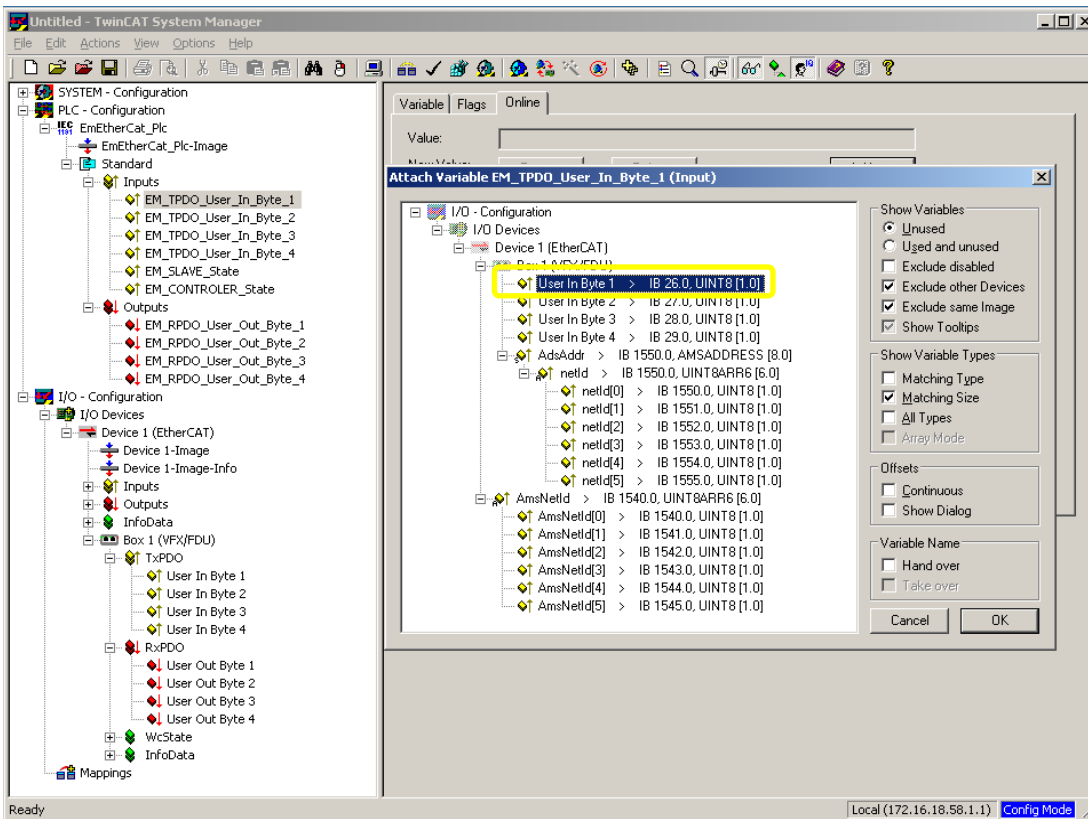 Untitled - TwinCAT System Manager
File Edit Actions View Options Help
SYSTEM - Configuration
PLC - Configuration
IEC
1131
EmEtherCat_Plc
EmEtherCat_Plc-Image
Standard
Inputs
EM_TPDO_User_In_Byte_1
EM_TPDO_User_In_Byte_2
EM_TPDO_User_In_Byte_3
EM_TPDO_User_In_Byte_4
EM_SLAVE_State
EM_CONTROLER_State
Outputs
EM_RPDO_User_Out_Byte_1
EM_RPDO_User_Out_Byte_2
EM_RPDO_User_Out_Byte_3
EM_RPDO_User_Out_Byte_4
I/O - Configuration
I/O Devices
Device 1 (EtherCAT)
Device 1-Image
Device 1-Image-Info
Inputs
Outputs
InfoData
Box 1 (VFX/FDU)
TxPDO
User In Byte 1
User In Byte 2
User In Byte 3
User In Byte 4
RxPDO
User Out Byte 1
User Out Byte 2
User Out Byte 3
User Out Byte 4
WcState
InfoData
Mappings
Variable Flags Online
Value:
New Value:
Attach Variable EM_TPDO_User_In_Byte_1 (Input)
I/O - Configuration
I/O Devices
Device 1 (EtherCAT)
Box 1 (VFX/FDU)
User In Byte 1 > IB 26.0, UINT8 [1.0]
User In Byte 2 > IB 27.0, UINT8 [1.0]
User In Byte 3 > IB 28.0, UINT8 [1.0]
User In Byte 4 > IB 29.0, UINT8 [1.0]
AdsAddr > IB 1550.0, AMSADDRESS [8.0]
netId > IB 1550.0, UINT8ARR6 [6.0]
netId[0] > IB 1550.0, UINT8 [1.0]
netId[1] > IB 1551.0, UINT8 [1.0]
netId[2] > IB 1552.0, UINT8 [1.0]
netId[3] > IB 1553.0, UINT8 [1.0]
netId[4] > IB 1554.0, UINT8 [1.0]
netId[5] > IB 1555.0, UINT8 [1.0]
AmsNetId > IB 1540.0, UINT8ARR6 [6.0]
AmsNetId[0] > IB 1540.0, UINT8 [1.0]
AmsNetId[1] > IB 1541.0, UINT8 [1.0]
AmsNetId[2] > IB 1542.0, UINT8 [1.0]
AmsNetId[3] > IB 1543.0, UINT8 [1.0]
AmsNetId[4] > IB 1544.0, UINT8 [1.0]
AmsNetId[5] > IB 1545.0, UINT8 [1.0]
Show Variables
Unused
Used and unused
Exclude disabled
Exclude other Devices
Exclude same Image
Show Tooltips
Show Variable Types
Matching Type
Matching Size
All Types
Array Mode
Offsets
Continuous
Show Dialog
Variable Name
Hand over
Take over
Cancel OK
Ready
Local (172.16.18.58.1.1) Config Mode